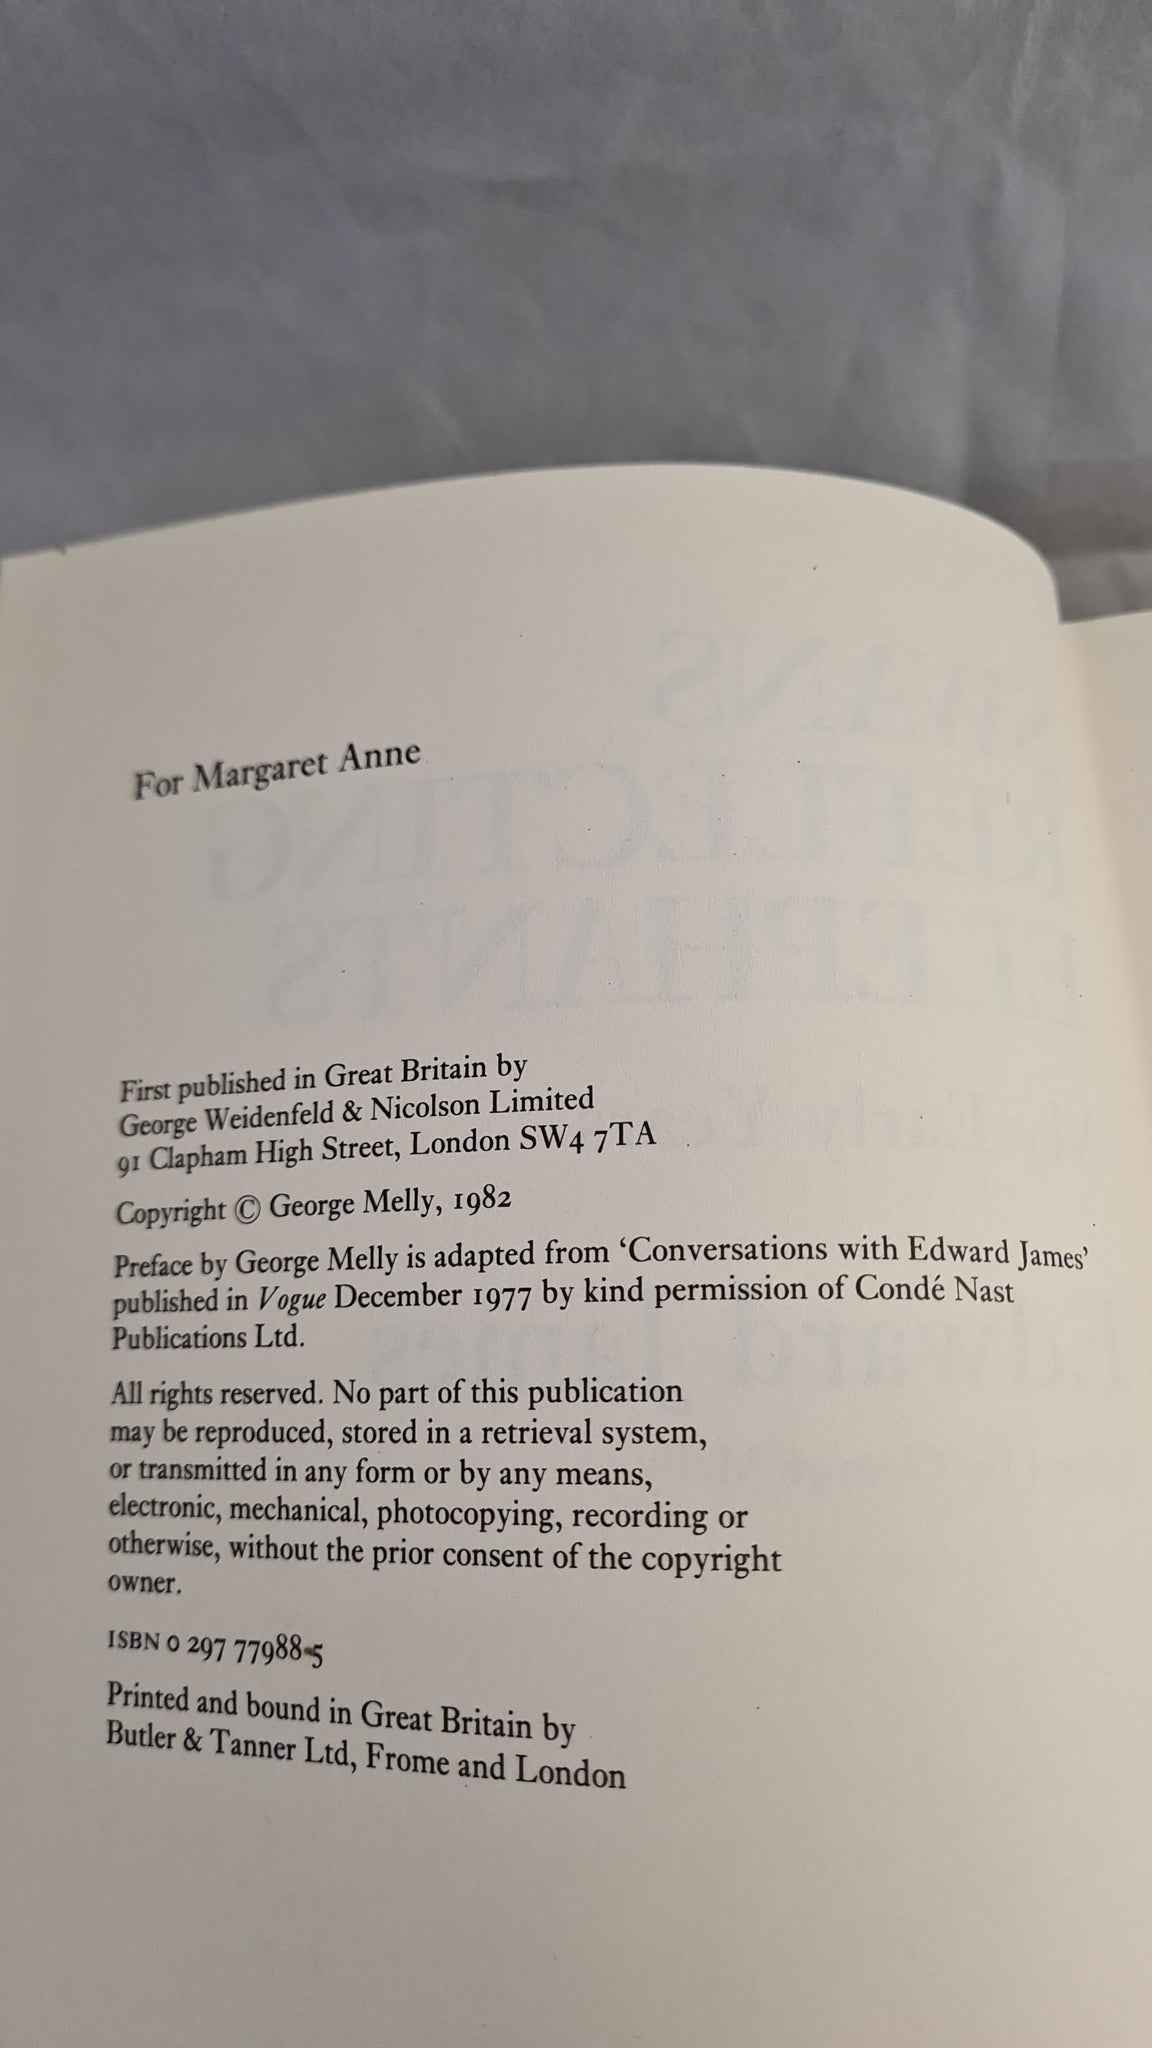 For Margaret Anne
First published in Great Britain by
George Weidenfeld & Nicolson Limited
91 Clapham High Street, London SW4 7TA
Copyright © George Melly, 1982
Preface by George Melly is adapted from ‘Conversations with Edward James’
published in Vogue December 1977 by kind permission of Condé Nast
Publications Ltd.
All rights reserved. No part of this publication
may be reproduced, stored in a retrieval system,
or transmitted in any form or by any means,
electronic, mechanical, photocopying, recording or
otherwise, without the prior consent of the copyright
owner.
ISBN 0 297 77988-5
Printed and bound in Great Britain by
Butler & Tanner Ltd, Frome and London